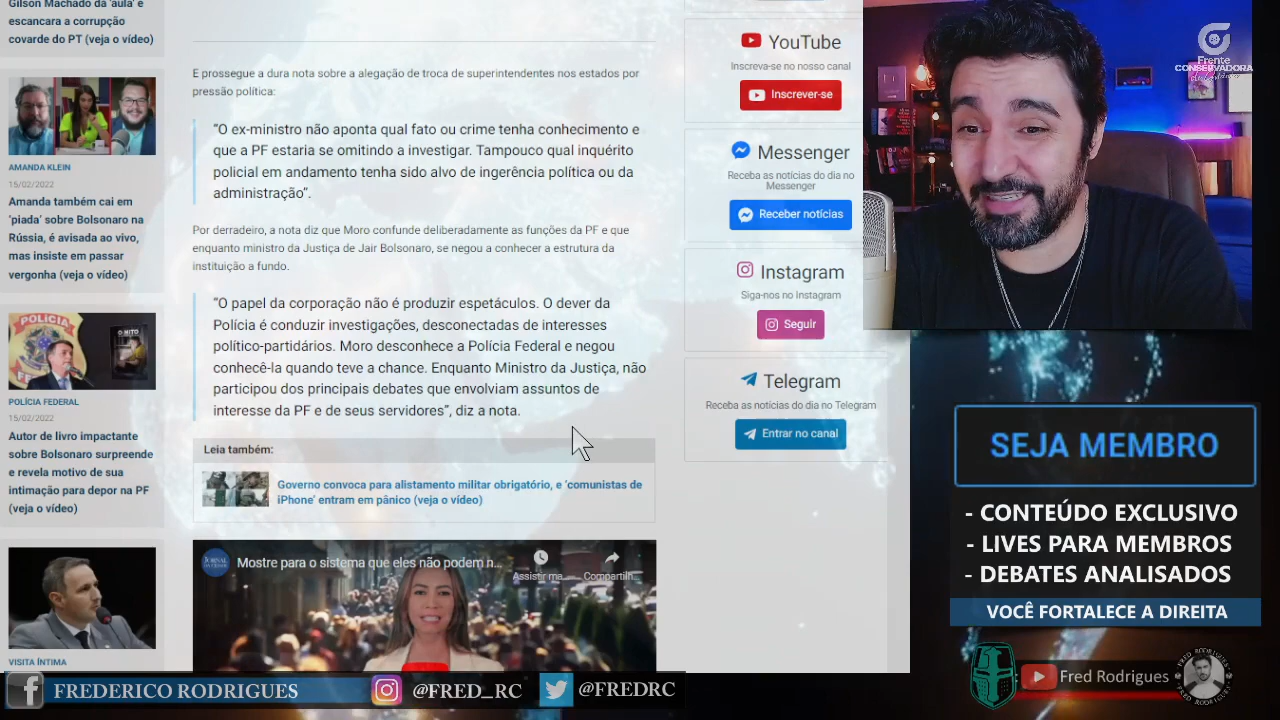 Gilson Machado dá 'aula' e
escancara a corrupção
covarde do PT (veja o vídeo)
AMANDA KLEIN
15/02/2022
Amanda também cai em
'piada' sobre Bolsonaro na
Rússia, é avisada ao vivo,
mas insiste em passar
vergonha (veja o vídeo)
POLÍCIA
O MITO
POLÍCIA FEDERAL
15/02/2022
Autor de livro impactante
sobre Bolsonaro surpreende
e revela motivo de sua
intimação para depor na PF
(veja o vídeo)
VISITA ÍNTIMA
E prossegue a dura nota sobre a alegação de troca de superintendentes nos estados por
pressão política:
"O ex-ministro não aponta qual fato ou crime tenha conhecimento e
que a PF estaria se omitindo a investigar. Tampouco qual inquérito
policial em andamento tenha sido alvo de ingerência política ou da
administração".
Por derradeiro, a nota diz que Moro confunde deliberadamente as funções da PF e que
enquanto ministro da Justiça de Jair Bolsonaro, se negou a conhecer a estrutura da
instituição a fundo.
"O papel da corporação não é produzir espetáculos. O dever da
Polícia é conduzir investigações, desconectadas de interesses
político-partidários. Moro desconhece a Polícia Federal e negou
conhecê-la quando teve a chance. Enquanto Ministro da Justiça, não
participou dos principais debates que envolviam assuntos de
interesse da PF e de seus servidores", diz a nota.
Leia também:
Governo convoca para alistamento militar obrigatório, e 'comunistas de
iPhone' entram em pânico (veja o vídeo)
JORNAL
Mostre para o sistema que eles não podem n...
Assistir ma...
Compartilh...
YouTube
Inscreva-se no nosso canal
Inscrever-se
Messenger
Receba as notícias do dia no
Messenger
Receber notícias
Instagram
Siga-nos no Instagram
Seguir
Telegram
Receba as notícias do dia no Telegram
Entrar no canal
Frente
CONSERVADORA
SEJA MEMBRO
- CONTEÚDO EXCLUSIVO
- LIVES PARA MEMBROS
- DEBATES ANALISADOS
VOCÊ FORTALECE A DIREITA
Fred Rodrigues
FRED RODRIGUES
FRED RODRIGUES
FREDERICO RODRIGUES
@FRED_RC
@FREDRC